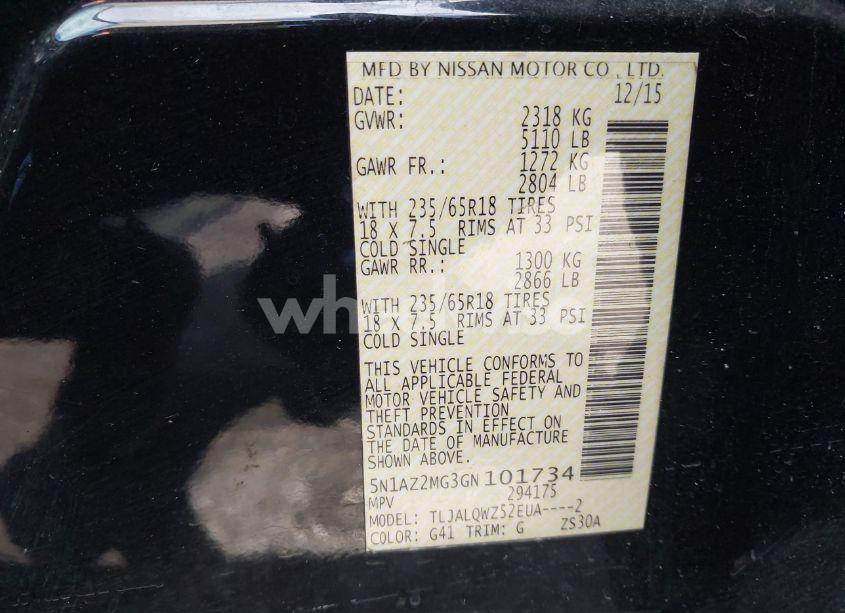 MFD BY NISSAN MOTOR CO., LTD.
DATE: 12/15
GVWR: 2318 KG
5110 LB
GAWR FR.: 1272 KG
2804 LB
WITH 235/65R18 TIRES
18 X 7.5 RIMS AT 33 PSI
COLD SINGLE
GAWR RR.: 1300 KG
2866 LB
WITH 235/65R18 TIRES
18 X 7.5 RIMS AT 33 PSI
COLD SINGLE
THIS VEHICLE CONFORMS TO
ALL APPLICABLE FEDERAL
MOTOR VEHICLE SAFETY AND
THEFT PREVENTION
STANDARDS IN EFFECT ON
THE DATE OF MANUFACTURE
SHOWN ABOVE.
5N1AZ2MG3GN101734
MPV 294175
MODEL: TLJALQWZ52EUA----2
COLOR: G41 TRIM: G ZS30A